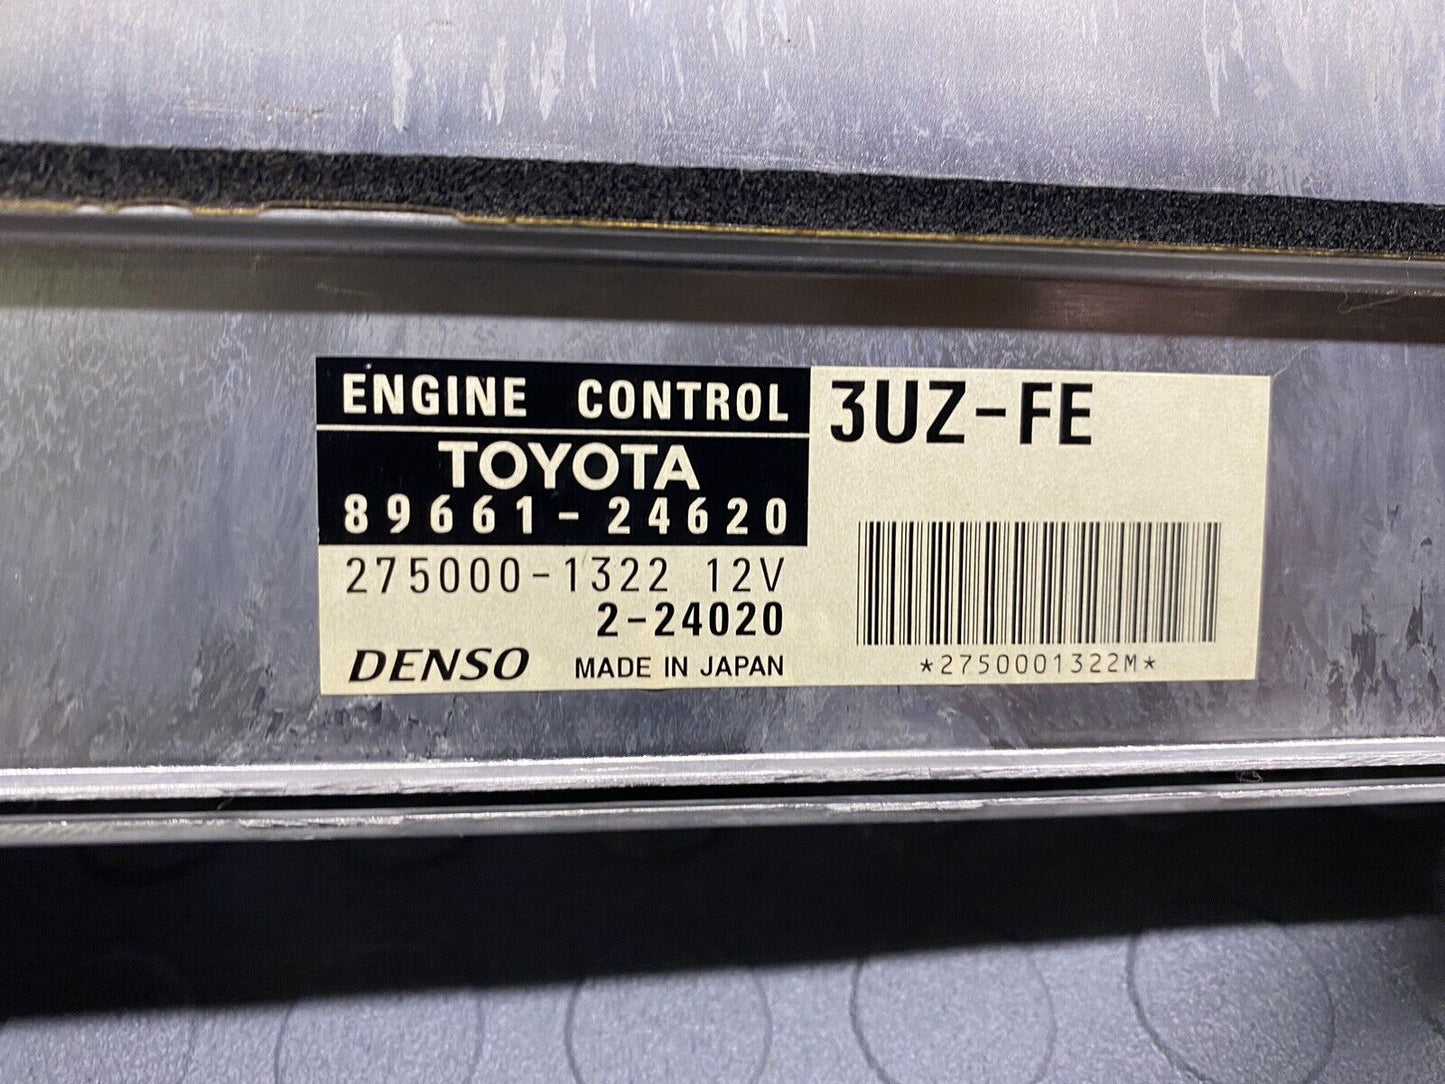 ENGINE CONTROL
TOYOTA
89661-24620
275000-1322 12V
2-24020
DENSO MADE IN JAPAN
3UZ-FE
*2750001322M*